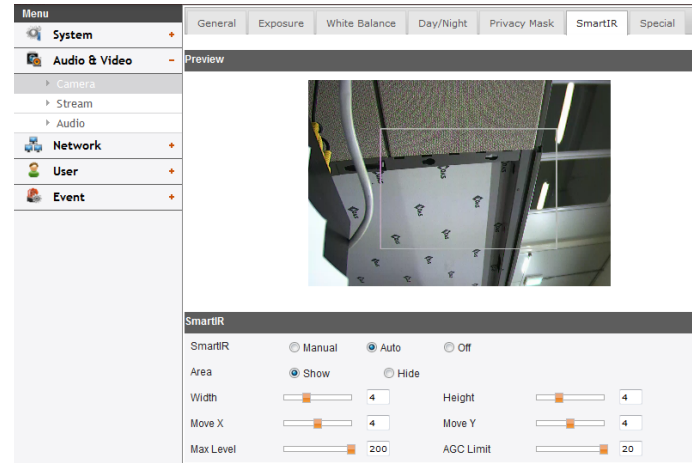 Menu
System +
Audio & Video -
Camera
Stream
Audio
Network +
User +
Event +
General Exposure White Balance Day/Night Privacy Mask SmartIR Special
Preview
SmartIR
SmartIR Manual Auto Off
Area Show Hide
Width 4 Height 4
Move X 4 Move Y 4
Max Level 200 AGC Limit 20